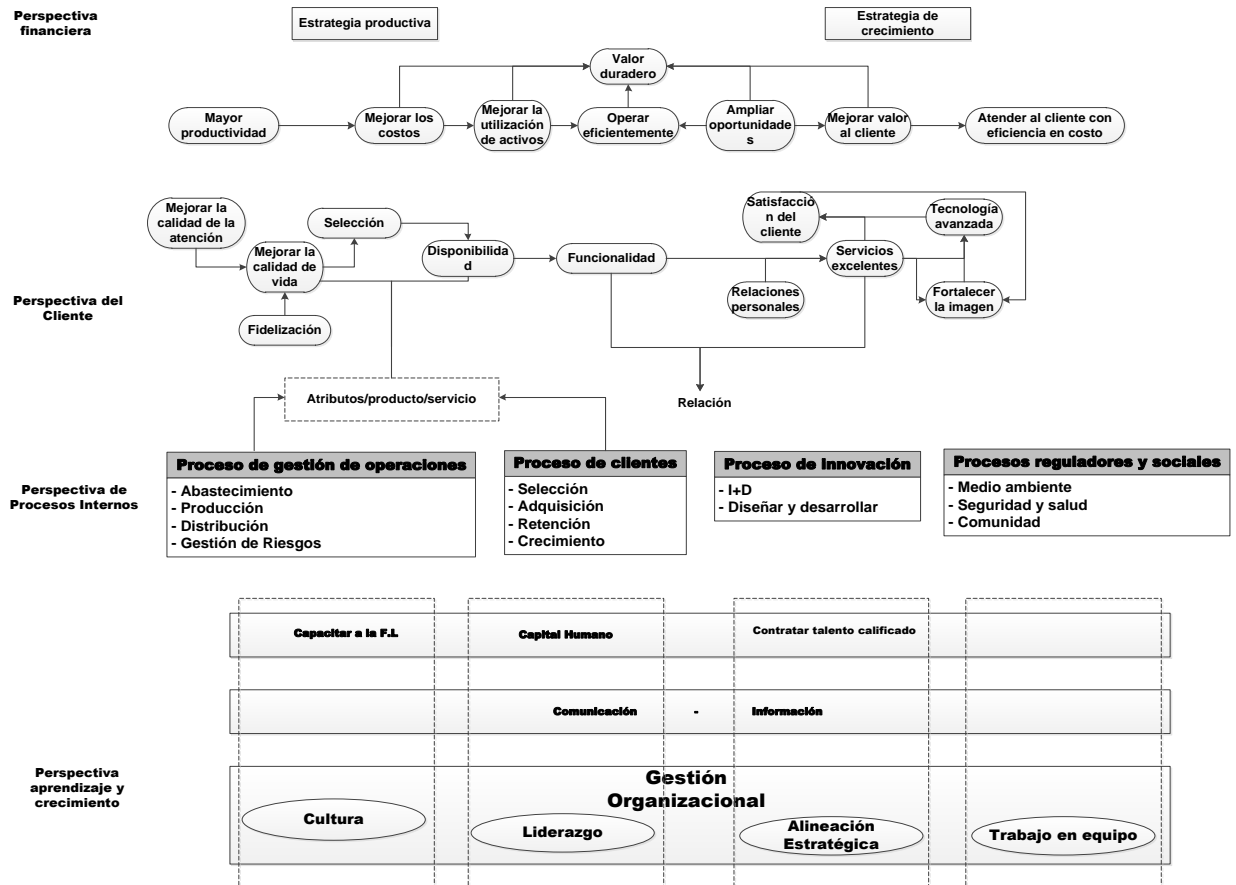 Perspectiva
financiera
Estrategia productiva
Estrategia de
crecimiento
Valor
duradero
Mayor
productividad
Mejorar los
costos
Mejorar la
utilización
de activos
Operar
eficientemente
Ampliar
oportunidade
s
Mejorar valor
al cliente
Atender al cliente con
eficiencia en costo
Perspectiva del
Cliente
Mejorar la
calidad de la
atención
Mejorar la
calidad de
vida
Fidelización
Selección
Disponibilida
d
Funcionalidad
Satisfacció
n del
cliente
Relaciones
personales
Servicios
excelentes
Tecnología
avanzada
Fortalecer
la imagen
Atributos/producto/servicio
Relación
Perspectiva de
Procesos Internos
Proceso de gestión de operaciones
- Abastecimiento
- Producción
- Distribución
- Gestión de Riesgos
Proceso de clientes
- Selección
- Adquisición
- Retención
- Crecimiento
Proceso de innovación
- I+D
- Diseñar y desarrollar
Procesos reguladores y sociales
- Medio ambiente
- Seguridad y salud
- Comunidad
Perspectiva
aprendizaje y
crecimiento
Capacitar a la F.L
Capital Humano
Contratar talento calificado
Comunicación - Información
Gestión
Organizacional
Cultura
Liderazgo
Alineación
Estratégica
Trabajo en equipo